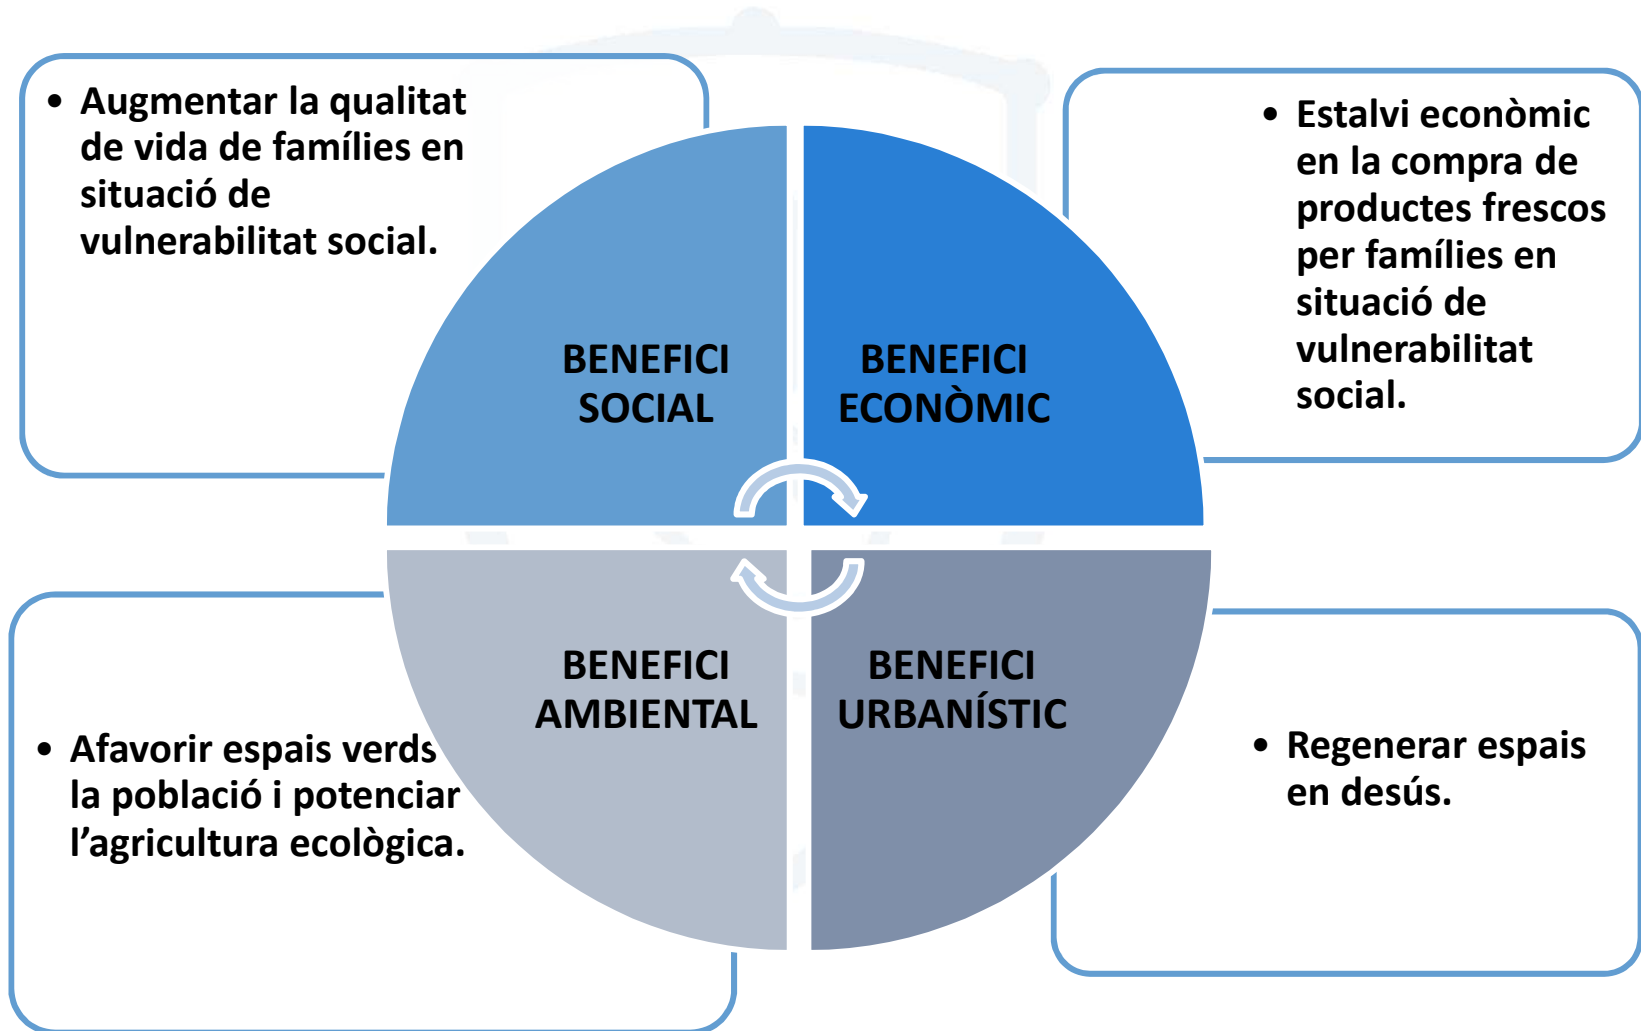 • Augmentar la qualitat
de vida de famílies en
situació de
vulnerabilitat social.
• Estalvi econòmic
en la compra de
productes frescos
per famílies en
situació de
vulnerabilitat
social.
BENEFICI
SOCIAL
BENEFICI
ECONÒMIC
BENEFICI
AMBIENTAL
BENEFICI
URBANÍSTIC
• Afavorir espais verds
la població i potenciar
l’agricultura ecològica.
• Regenerar espais
en desús.